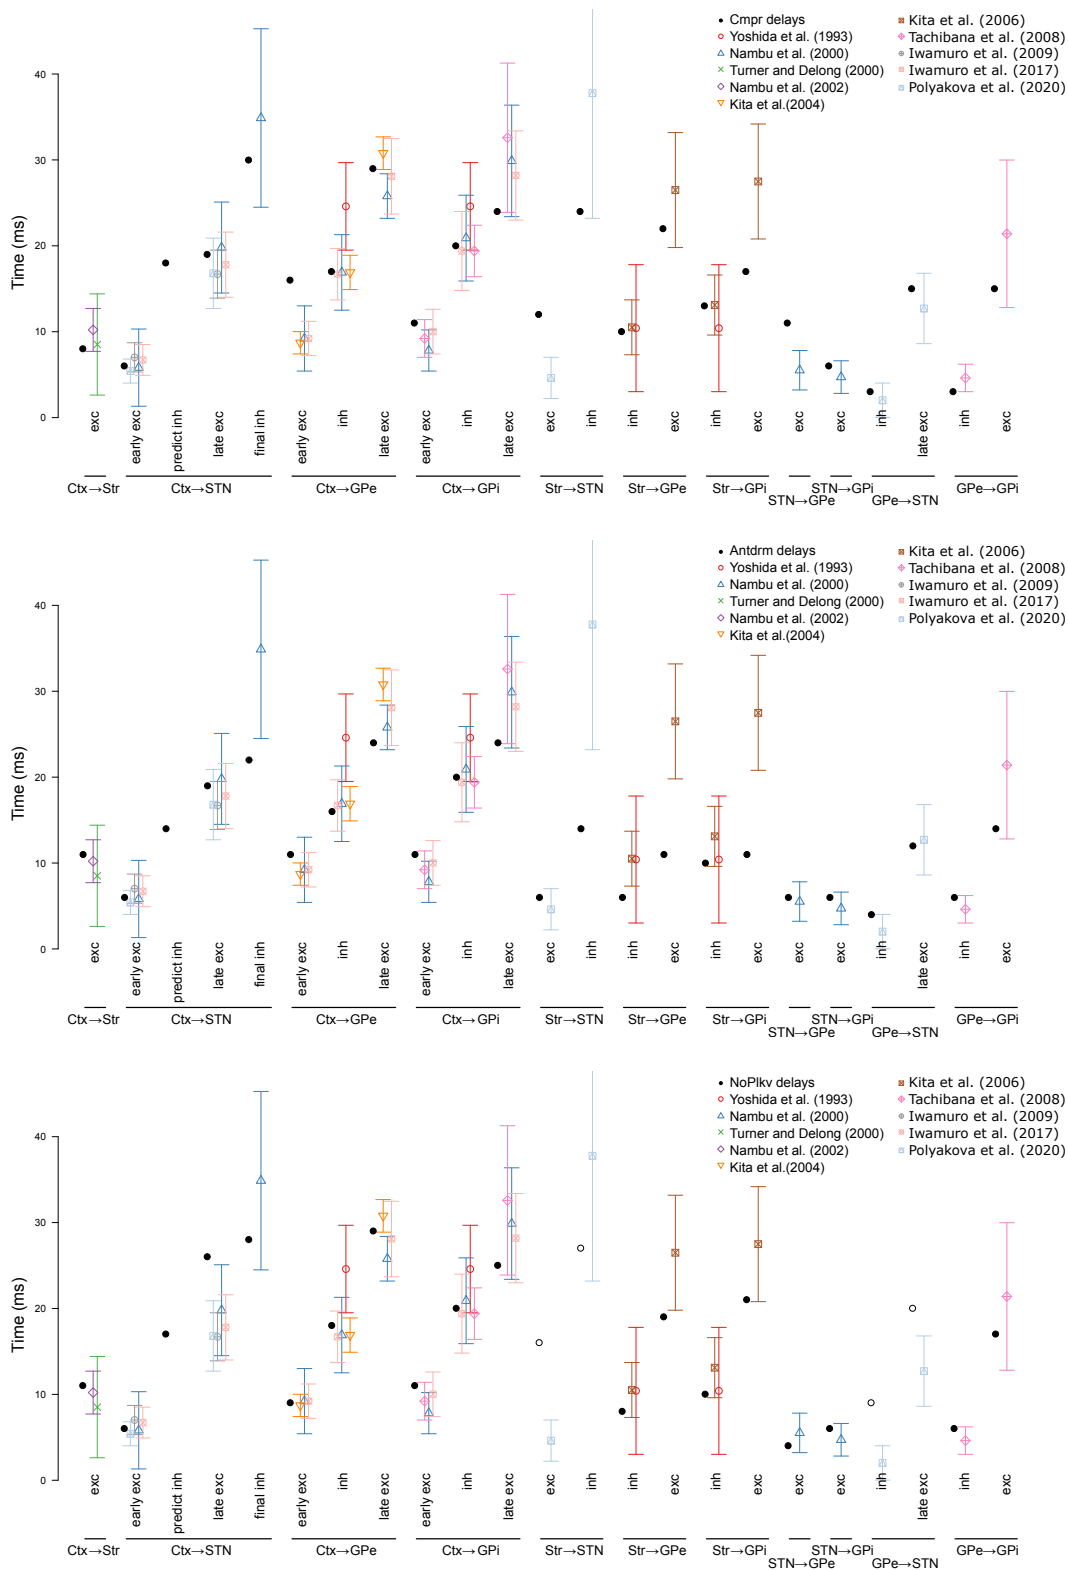 Cmpr delays
Yoshida et al. (1993)
Nambu et al. (2000)
Turner and Delong (2000)
Nambu et al. (2002)
Kita et al.(2004)
Kita et al. (2006)
Tachibana et al. (2008)
Iwamuro et al. (2009)
Iwamuro et al. (2017)
Polyakova et al. (2020)
Time (ms)
40
30
20
10
0
exc
early exc
predict inh
late exc
final inh
early exc
inh
late exc
early exc
inh
late exc
exc
inh
inh
exc
inh
exc
exc
exc
inh
late exc
inh
exc
Ctx→Str
Ctx→STN
Ctx→GPe
Ctx→GPi
Str→STN
Str→GPe
Str→GPi
STN→GPe
STN→GPi
GPe→STN
GPe→GPi
Antdrm delays
Yoshida et al. (1993)
Nambu et al. (2000)
Turner and Delong (2000)
Nambu et al. (2002)
Kita et al.(2004)
Kita et al. (2006)
Tachibana et al. (2008)
Iwamuro et al. (2009)
Iwamuro et al. (2017)
Polyakova et al. (2020)
Time (ms)
40
30
20
10
0
exc
early exc
predict inh
late exc
final inh
early exc
inh
late exc
early exc
inh
late exc
exc
inh
inh
exc
inh
exc
exc
exc
inh
late exc
inh
exc
Ctx→Str
Ctx→STN
Ctx→GPe
Ctx→GPi
Str→STN
Str→GPe
Str→GPi
STN→GPe
STN→GPi
GPe→STN
GPe→GPi
NoPlkv delays
Yoshida et al. (1993)
Nambu et al. (2000)
Turner and Delong (2000)
Nambu et al. (2002)
Kita et al.(2004)
Kita et al. (2006)
Tachibana et al. (2008)
Iwamuro et al. (2009)
Iwamuro et al. (2017)
Polyakova et al. (2020)
Time (ms)
40
30
20
10
0
exc
early exc
predict inh
late exc
final inh
early exc
inh
late exc
early exc
inh
late exc
exc
inh
inh
exc
inh
exc
exc
exc
inh
late exc
inh
exc
Ctx→Str
Ctx→STN
Ctx→GPe
Ctx→GPi
Str→STN
Str→GPe
Str→GPi
STN→GPe
STN→GPi
GPe→STN
GPe→GPi